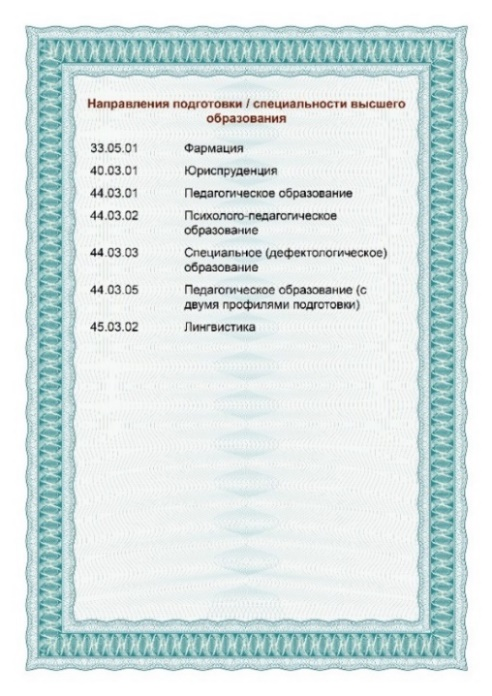 Направления подготовки / специальности высшего
образования
33.05.01 Фармация
40.03.01 Юриспруденция
44.03.01 Педагогическое образование
44.03.02 Психолого-педагогическое
образование
44.03.03 Специальное (дефектологическое)
образование
44.03.05 Педагогическое образование (с
двумя профилями подготовки)
45.03.02 Лингвистика